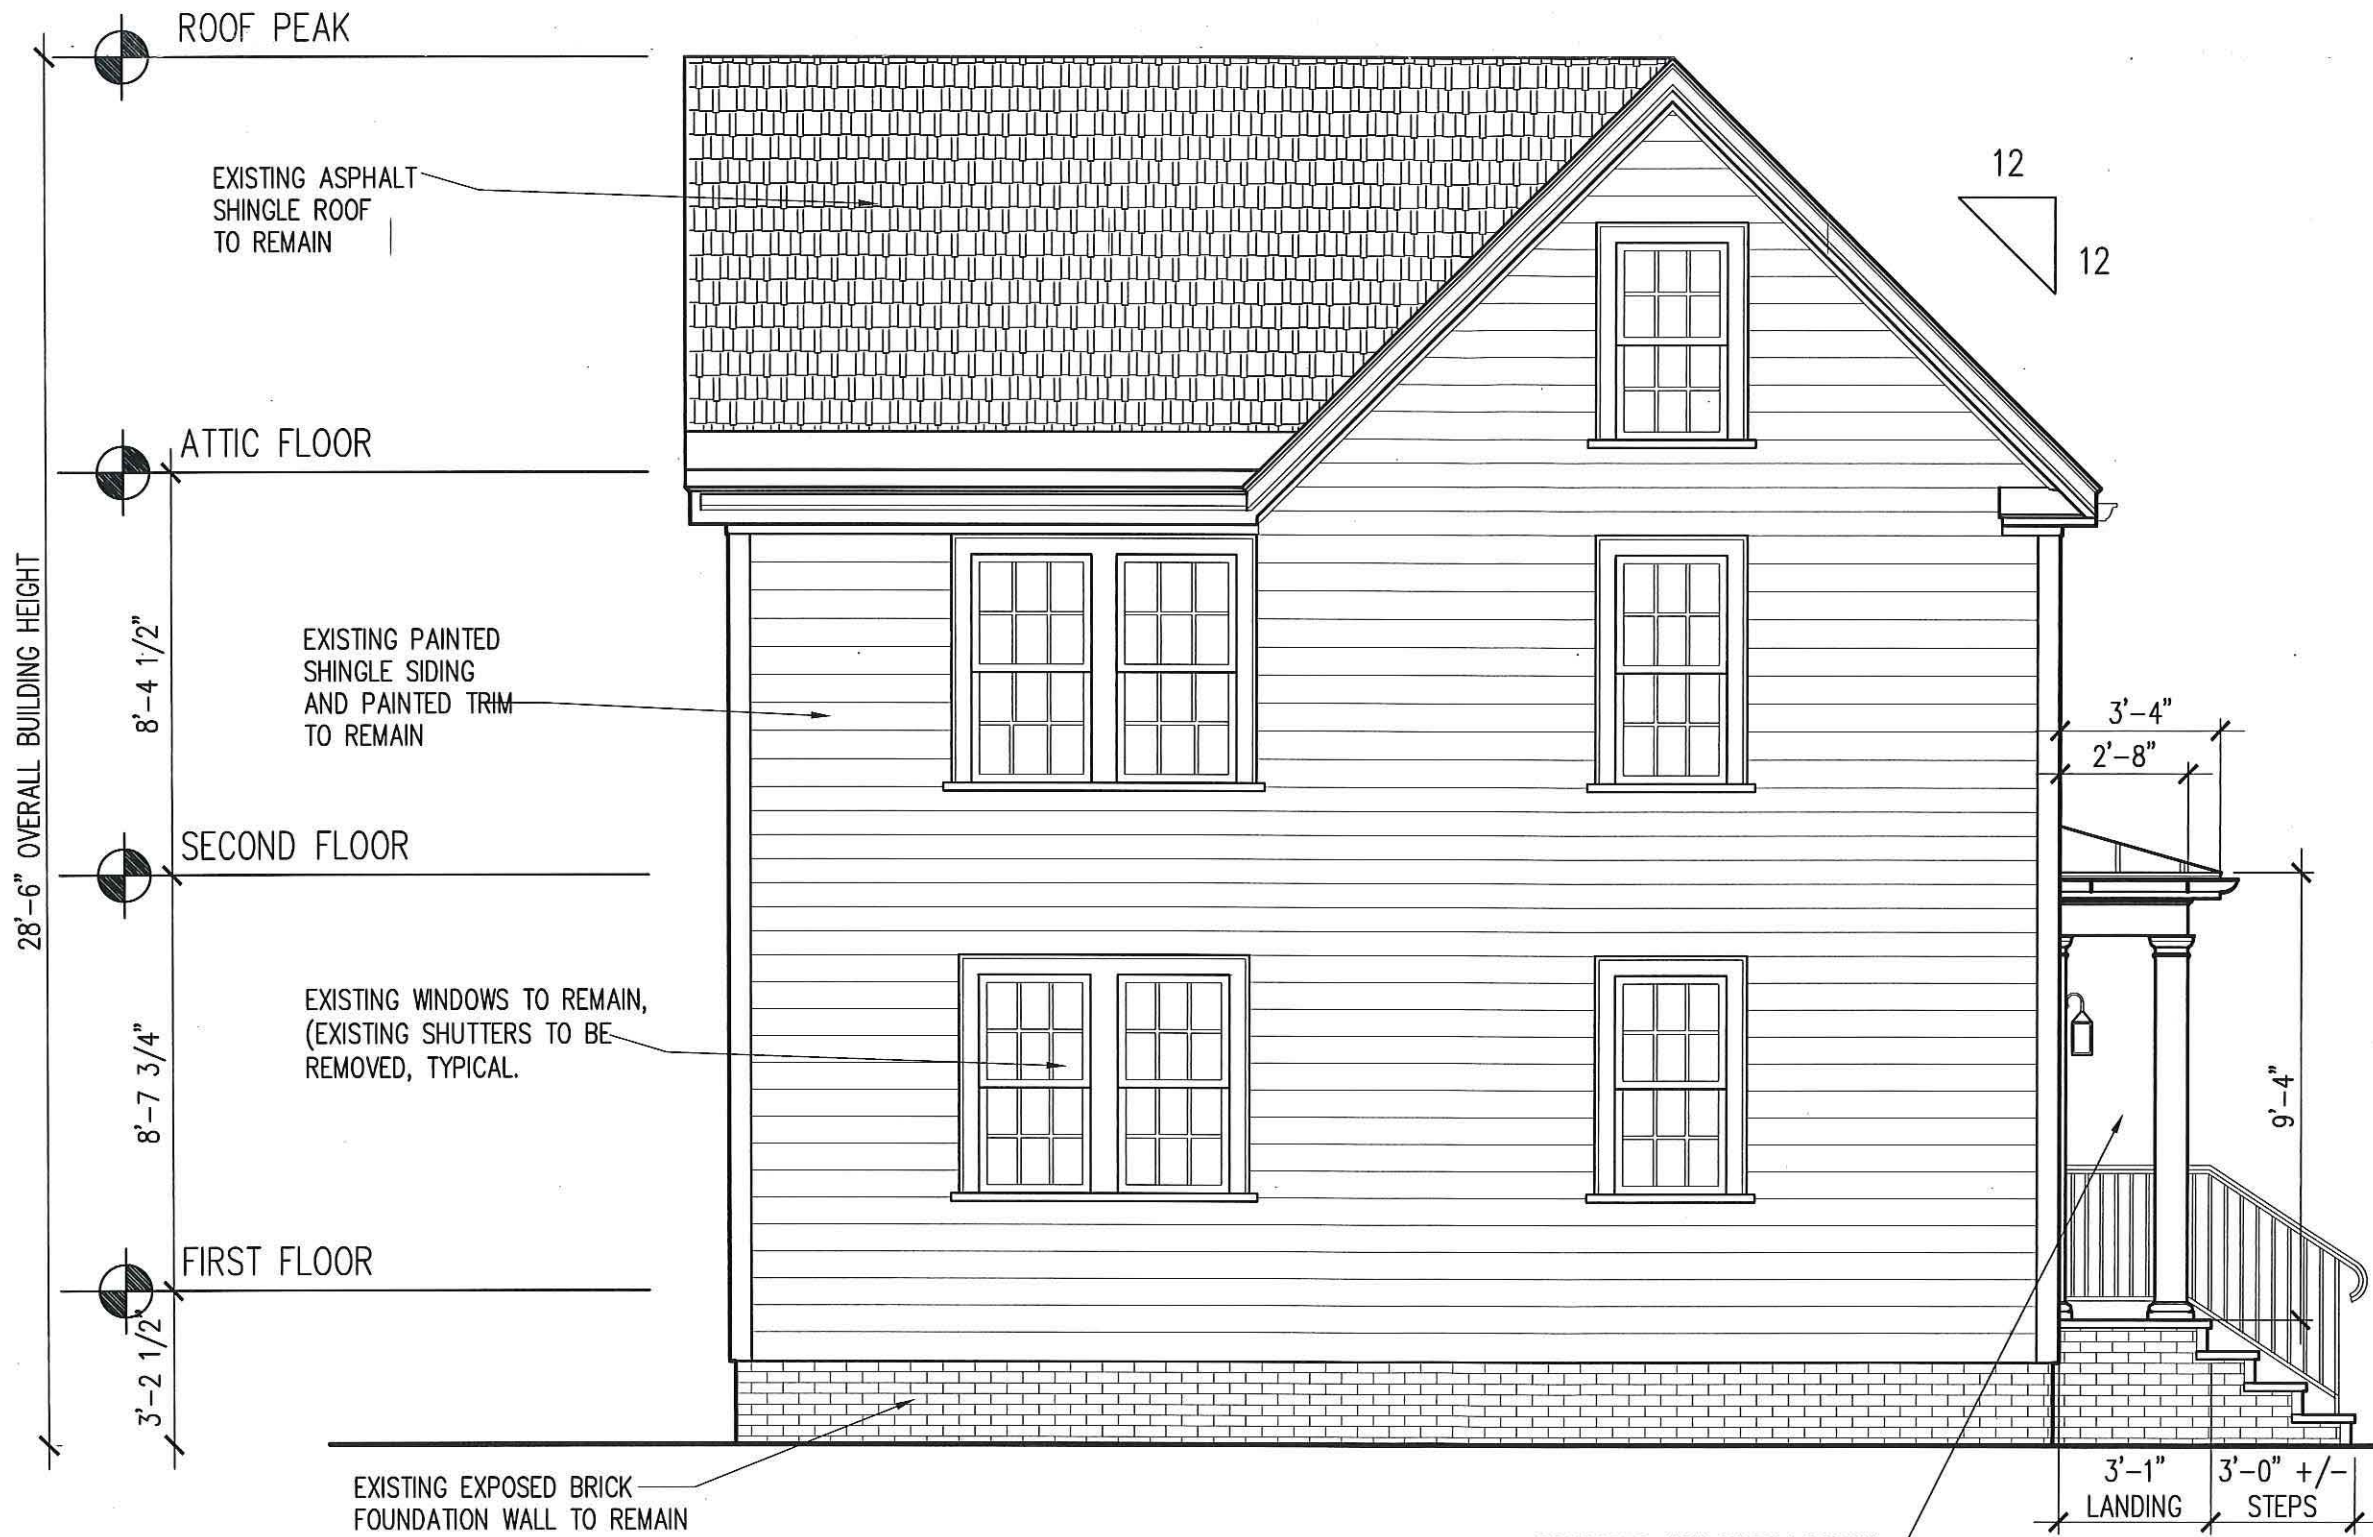 ROOF PEAK
12
EXISTING ASPHALT
SHINGLE ROOF
TO REMAIN
12
ATTIC FLOOR
28'-6" OVERALL BUILDING HEIGHT
8'-4 1/2"
EXISTING PAINTED
SHINGLE SIDING
AND PAINTED TRIM
TO REMAIN
3'-4"
2'-8"
SECOND FLOOR
8'-7 3/4"
EXISTING WINDOWS TO REMAIN,
(EXISTING SHUTTERS TO BE
REMOVED, TYPICAL.
9'-4"
FIRST FLOOR
3'-2 1/2"
EXISTING EXPOSED BRICK
FOUNDATION WALL TO REMAIN
3'-1"
LANDING
3'-0" +/-
STEPS